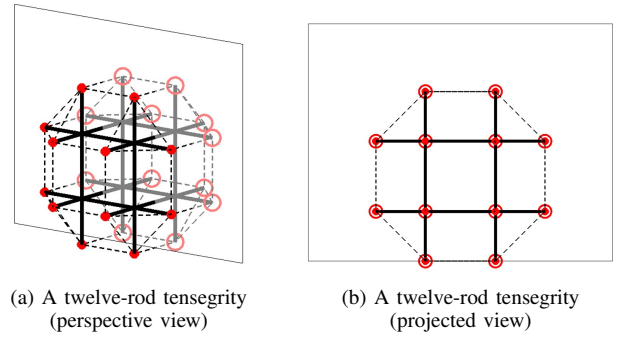 (a) A twelve-rod tensegrity
(perspective view)
(b) A twelve-rod tensegrity
(projected view)